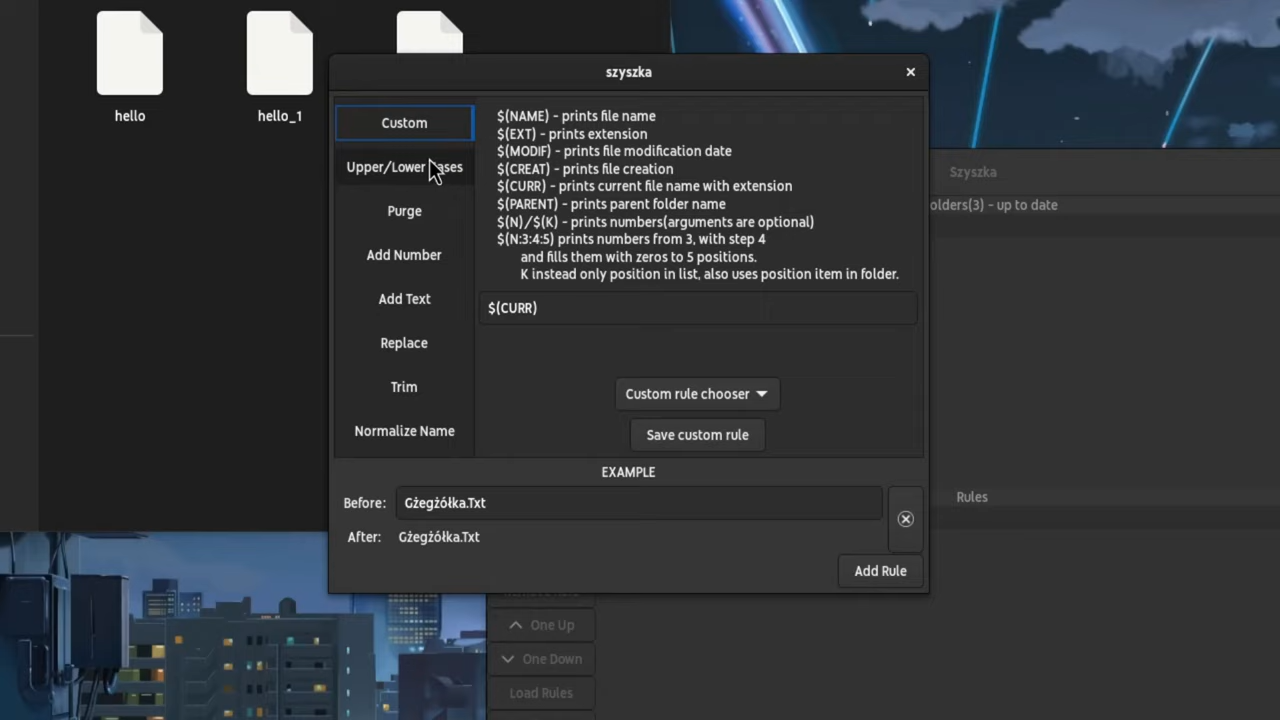 hello
hello_1
szyszka
Custom
Upper/Lower Cases
Purge
Add Number
Add Text
Replace
Trim
Normalize Name
$(NAME) - prints file name
$(EXT) - prints extension
$(MODIF) - prints file modification date
$(CREAT) - prints file creation
$(CURR) - prints current file name with extension
$(PARENT) - prints parent folder name
$(N)/$(K) - prints numbers(arguments are optional)
$(N:3:4:5) prints numbers from 3, with step 4
and fills them with zeros to 5 positions.
K instead only position in list, also uses position item in folder.
$(CURR)
Custom rule chooser
Save custom rule
EXAMPLE
Before: Gżegżółka.Txt
After: Gżegżółka.Txt
Add Rule
Szyszka
olders(3) - up to date
Rules
One Up
One Down
Load Rules